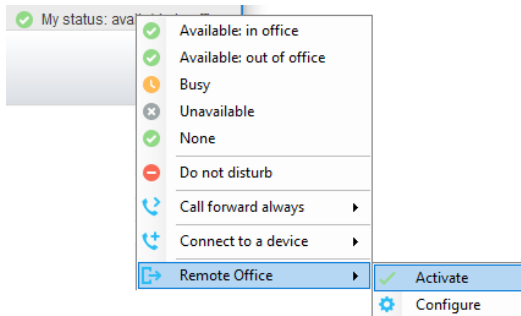 My status: ava
Available: in office
Available: out of office
Busy
Unavailable
None
Do not disturb
Call forward always
Connect to a device
Remote Office
Activate
Configure